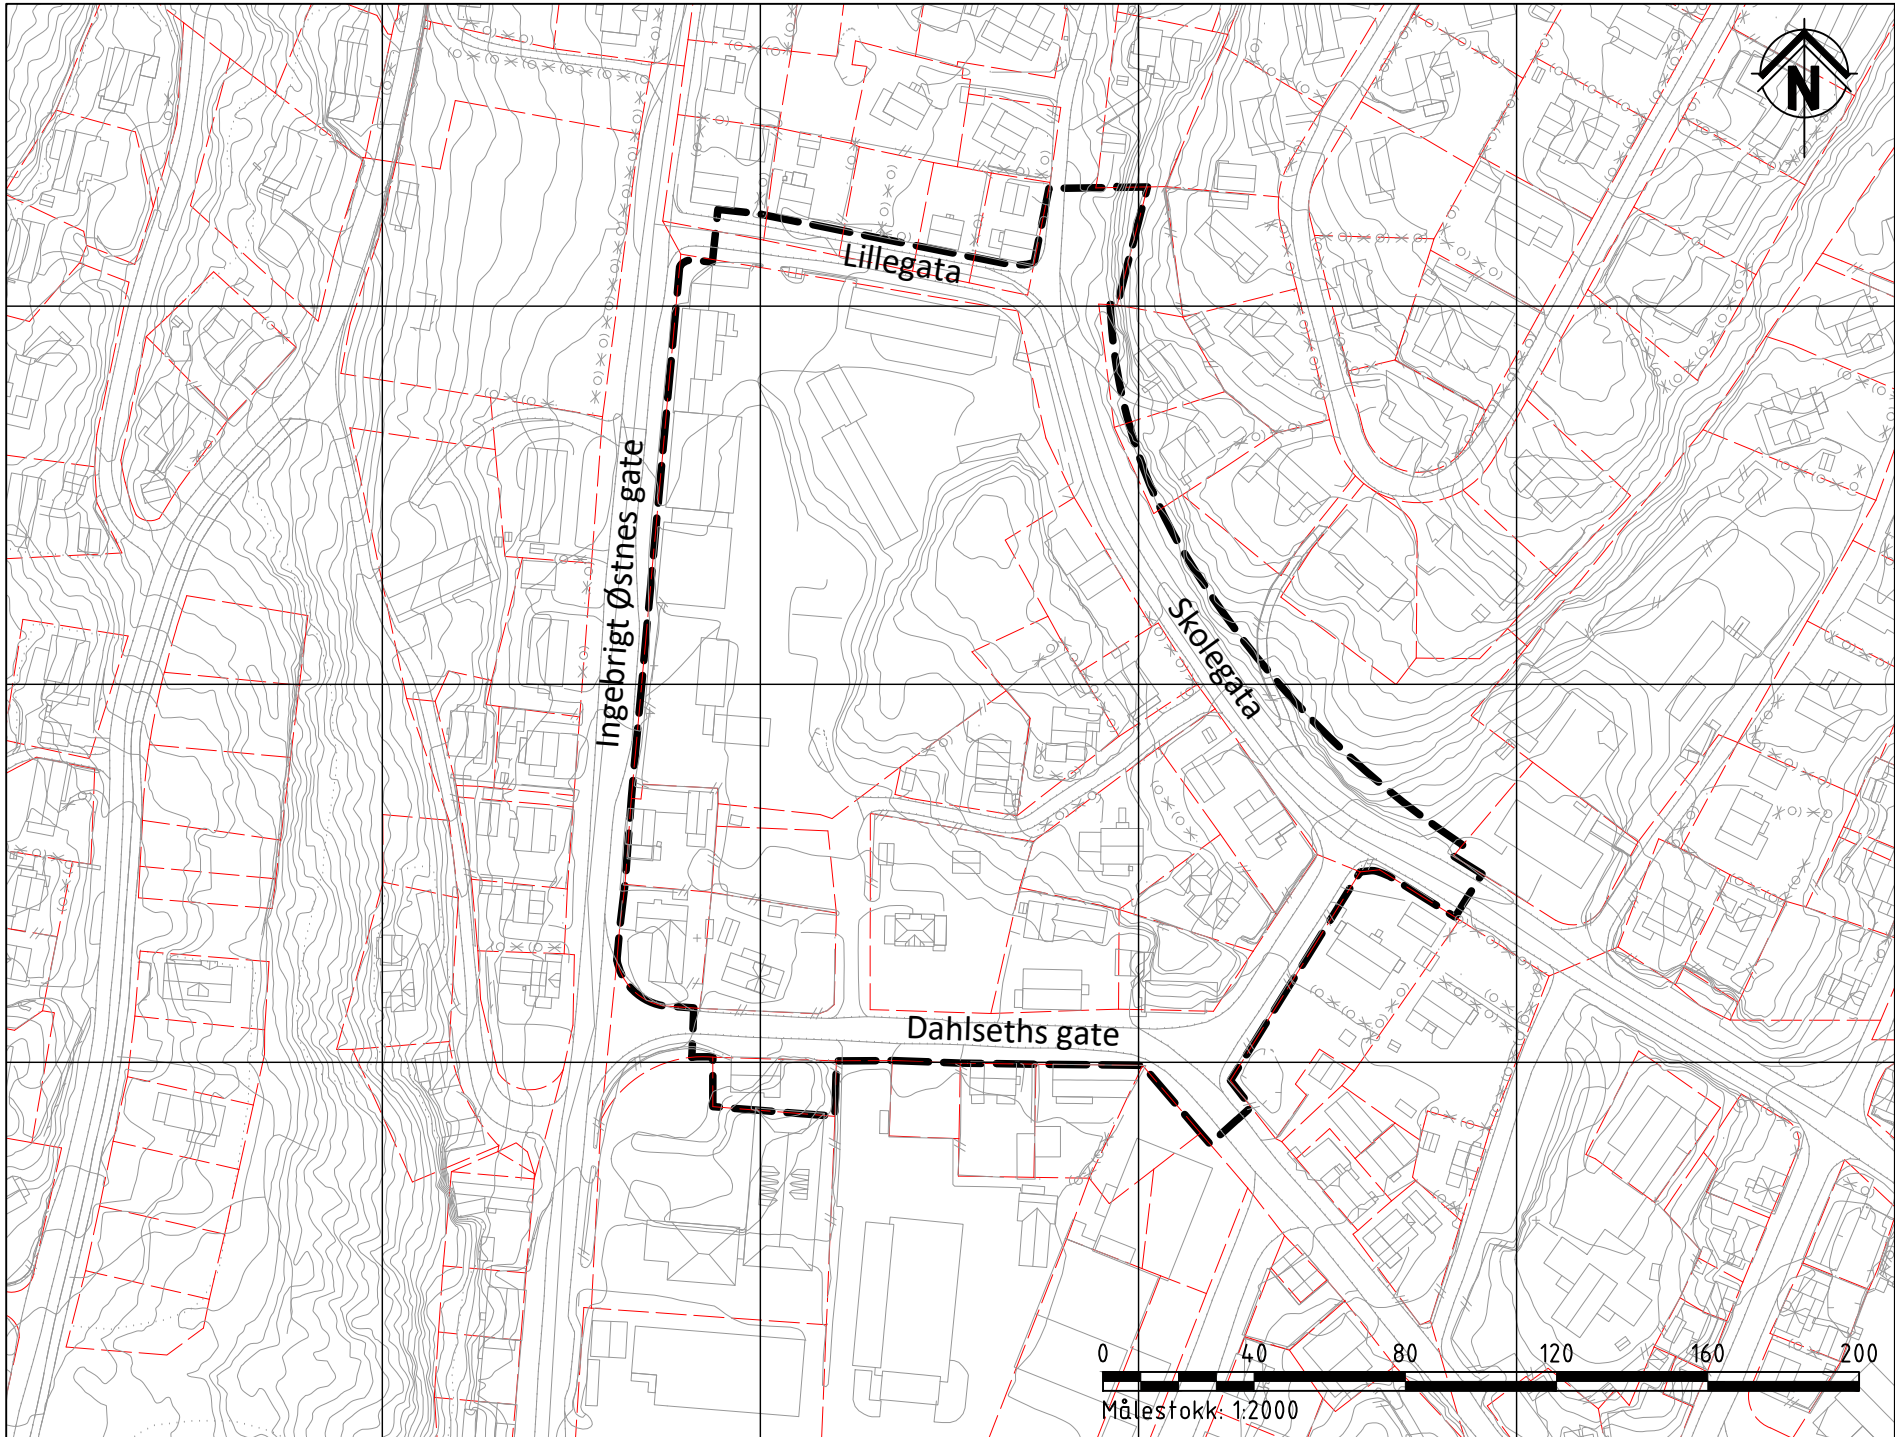 N
Lillegata
Ingebrigt Østnes gate
Skolegata
Dahlseths gate
0 40 80 120 160 200
Målestokk: 1:2000